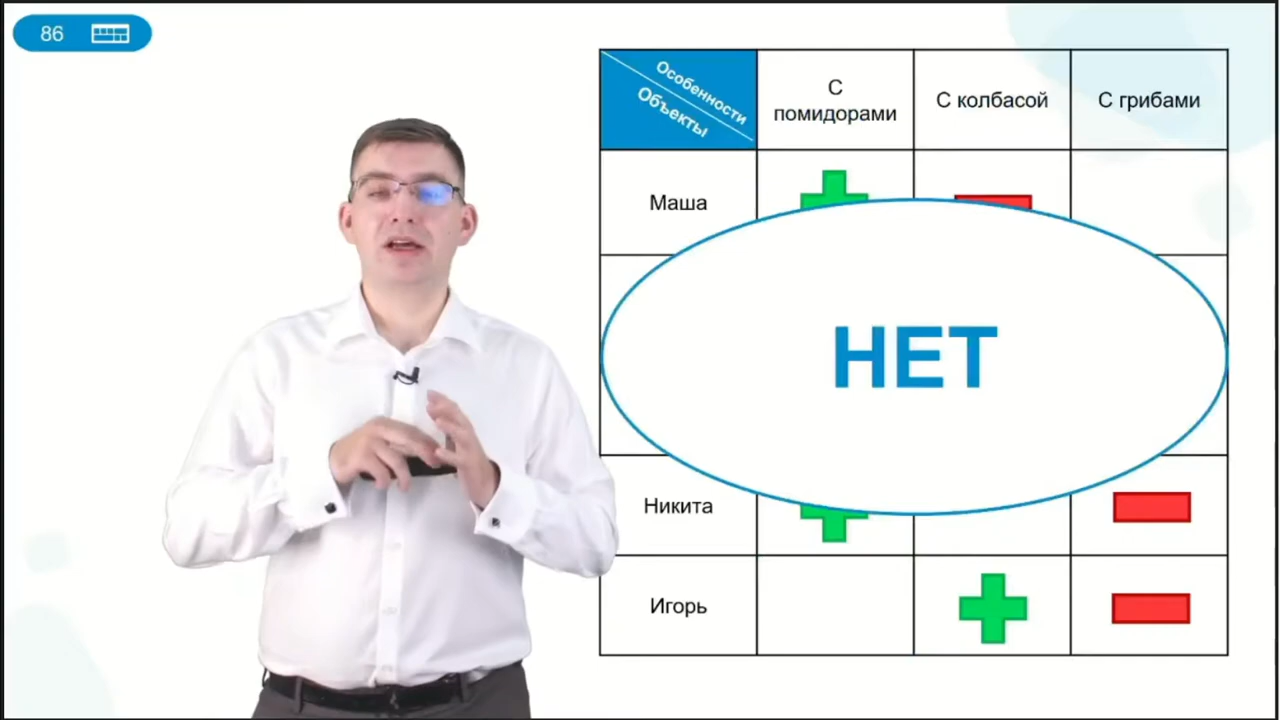 86
Особенности
Объекты
С
помидорами
С колбасой
С грибами
Маша
НЕТ
Никита
Игорь